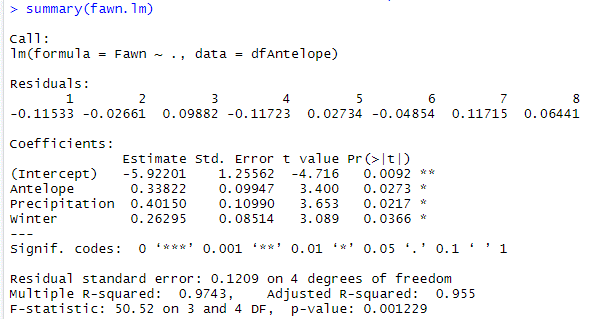 > summary(fawn.lm)
Call:
lm(formula = Fawn ~ ., data = dfAntelope)
Residuals:
1 2 3 4 5 6 7 8
-0.11533 -0.02661 0.09882 -0.11723 0.02734 -0.04854 0.11715 0.06441
Coefficients:
Estimate Std. Error t value Pr(>|t|)
(Intercept) -5.92201 1.25562 -4.716 0.0092 **
Antelope 0.33822 0.09947 3.400 0.0273 *
Precipitation 0.40150 0.10990 3.653 0.0217 *
Winter 0.26295 0.08514 3.089 0.0366 *
---
Signif. codes: 0 ‘***’ 0.001 ‘**’ 0.01 ‘*’ 0.05 ‘.’ 0.1 ‘ ’ 1
Residual standard error: 0.1209 on 4 degrees of freedom
Multiple R-squared: 0.9743, Adjusted R-squared: 0.955
F-statistic: 50.52 on 3 and 4 DF, p-value: 0.001229